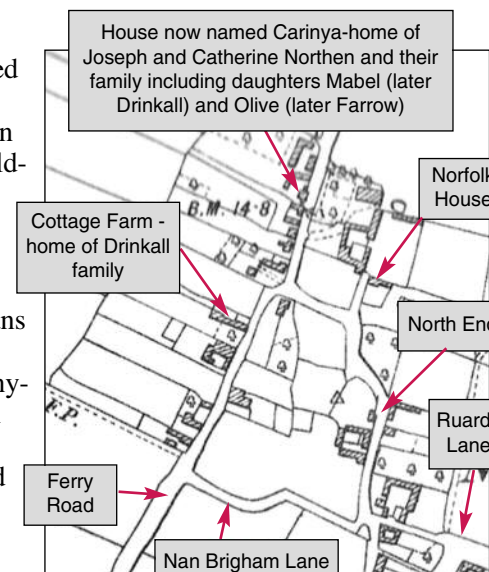 House now named Carinya-home of
Joseph and Catherine Northen and their
family including daughters Mabel (later
Drinkall) and Olive (later Farrow)
Norfolk
House
B.M. 14·8
Cottage Farm -
home of Drinkall
family
North End
F.P.
Ruard
Lane
Ferry
Road
Nan Brigham Lane